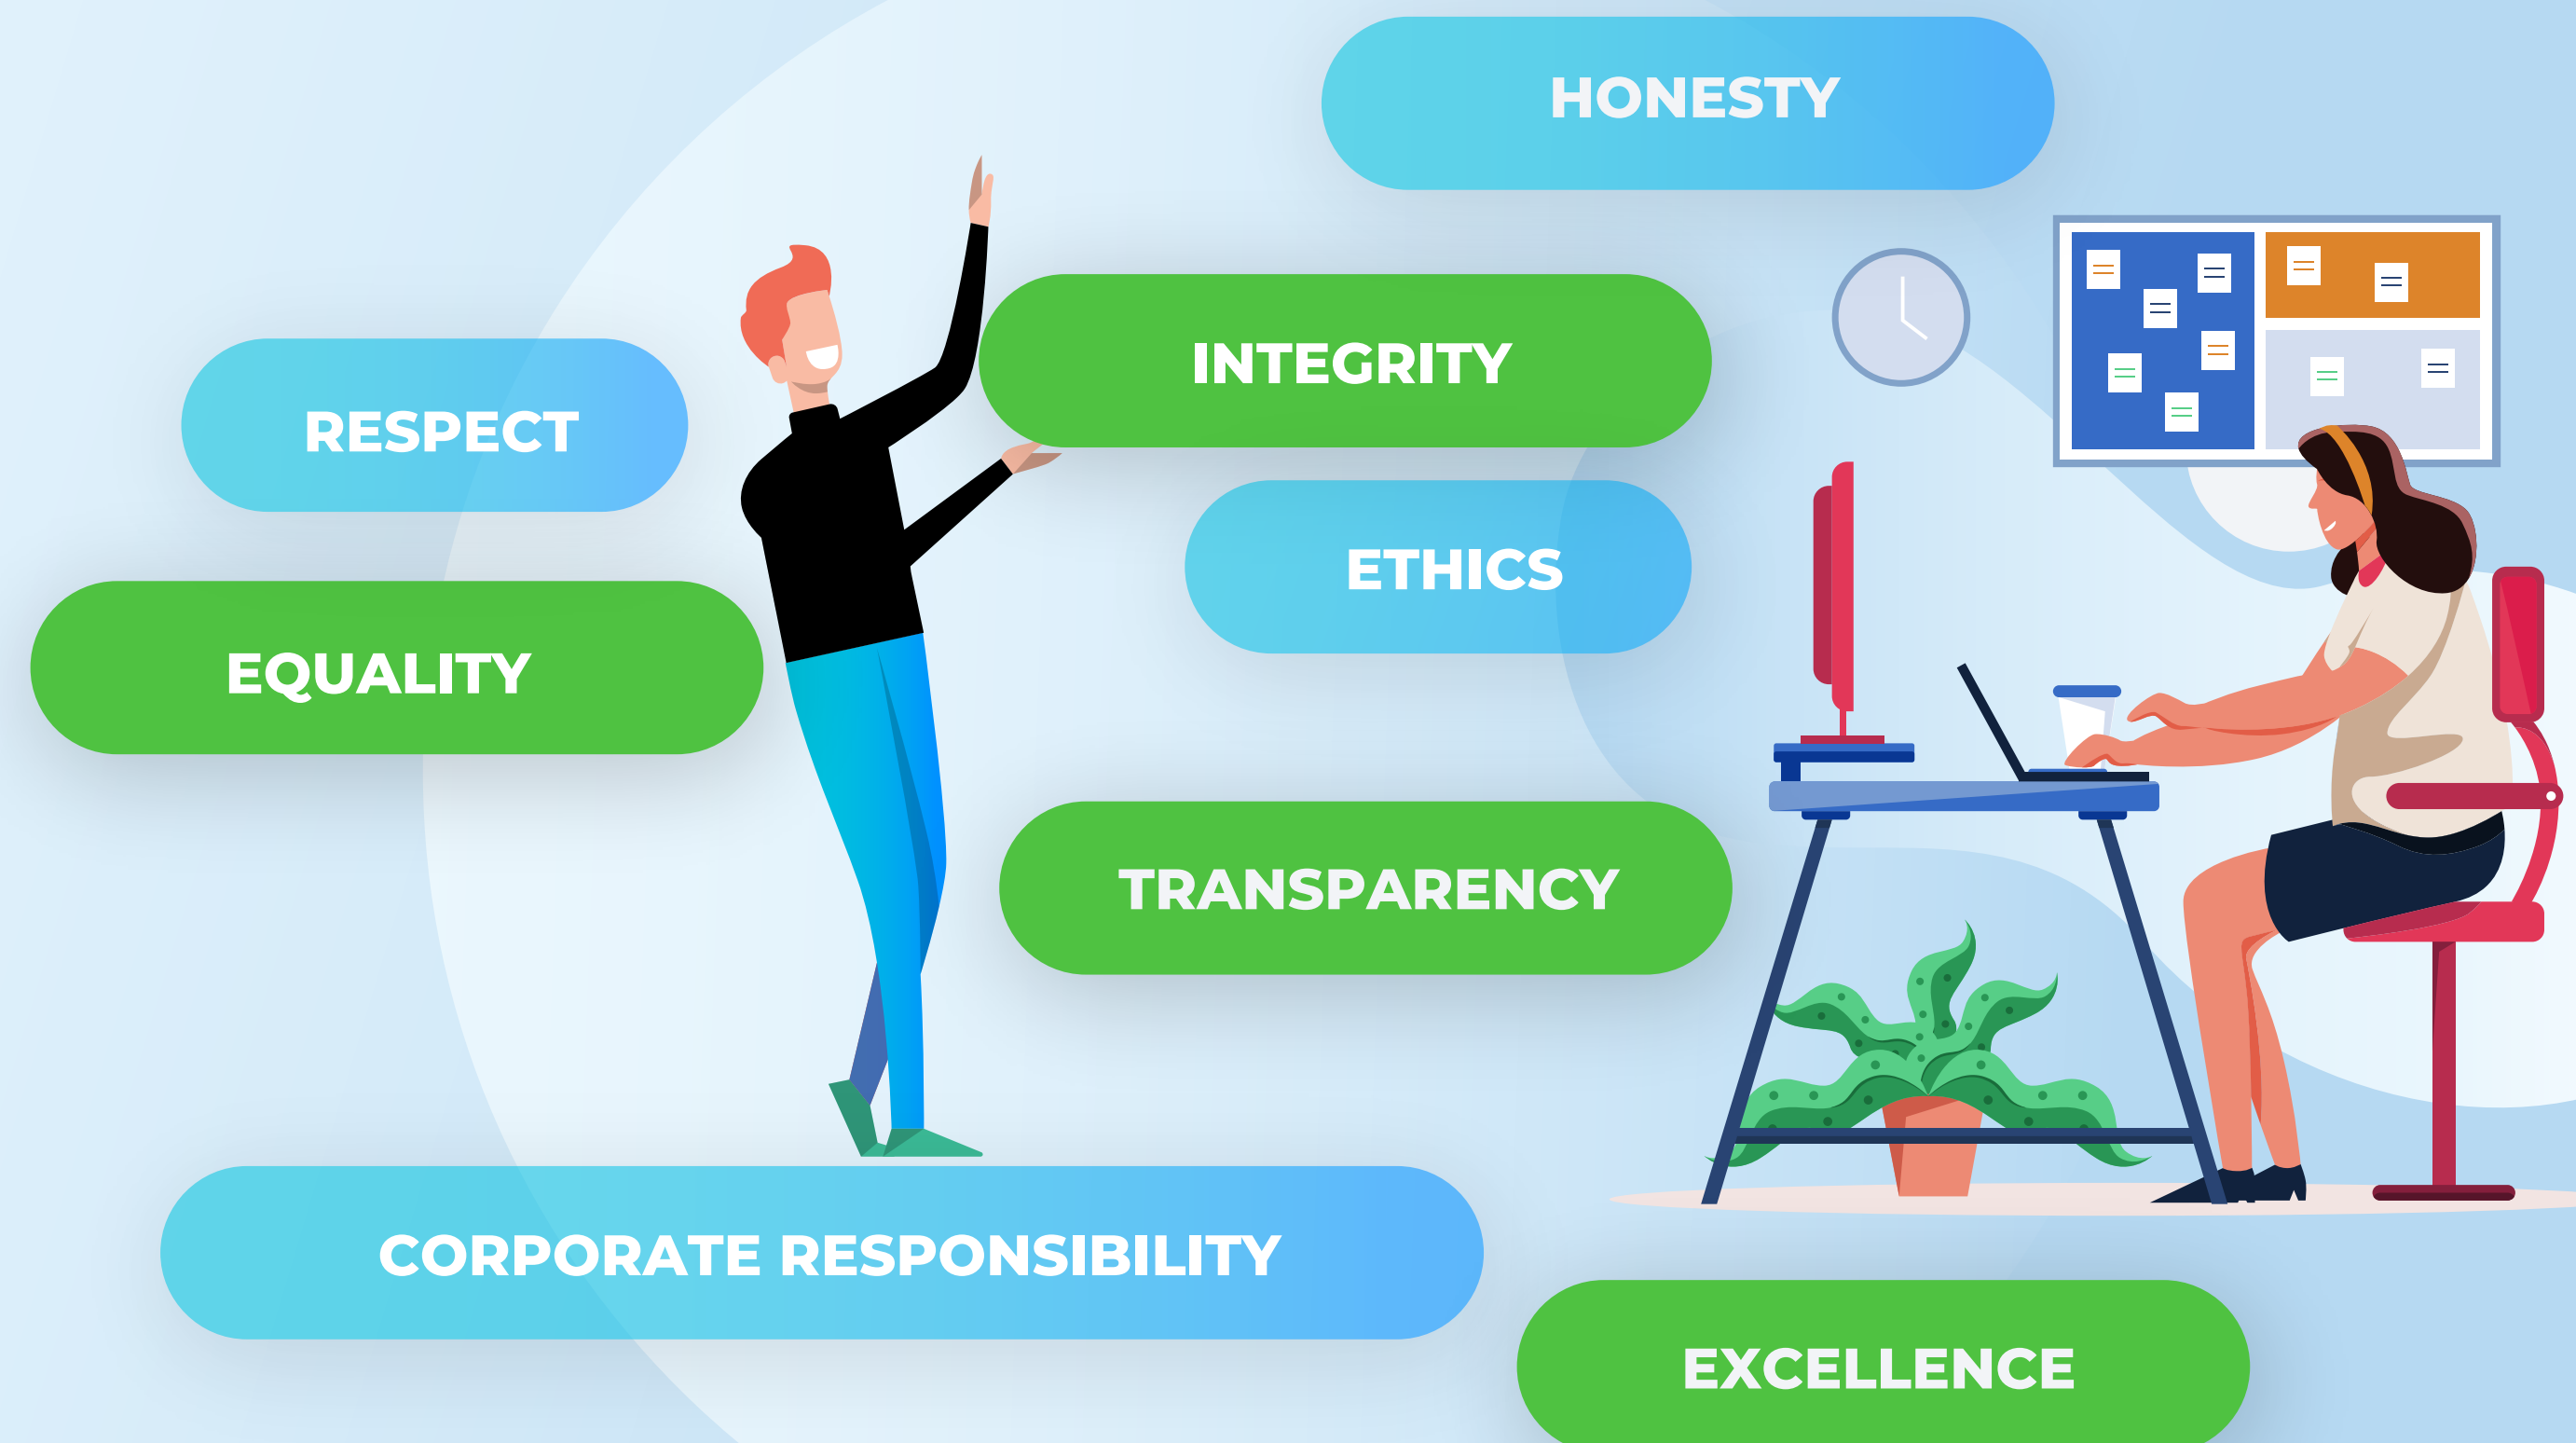 HONESTY
INTEGRITY
RESPECT
ETHICS
EQUALITY
TRANSPARENCY
CORPORATE RESPONSIBILITY
EXCELLENCE